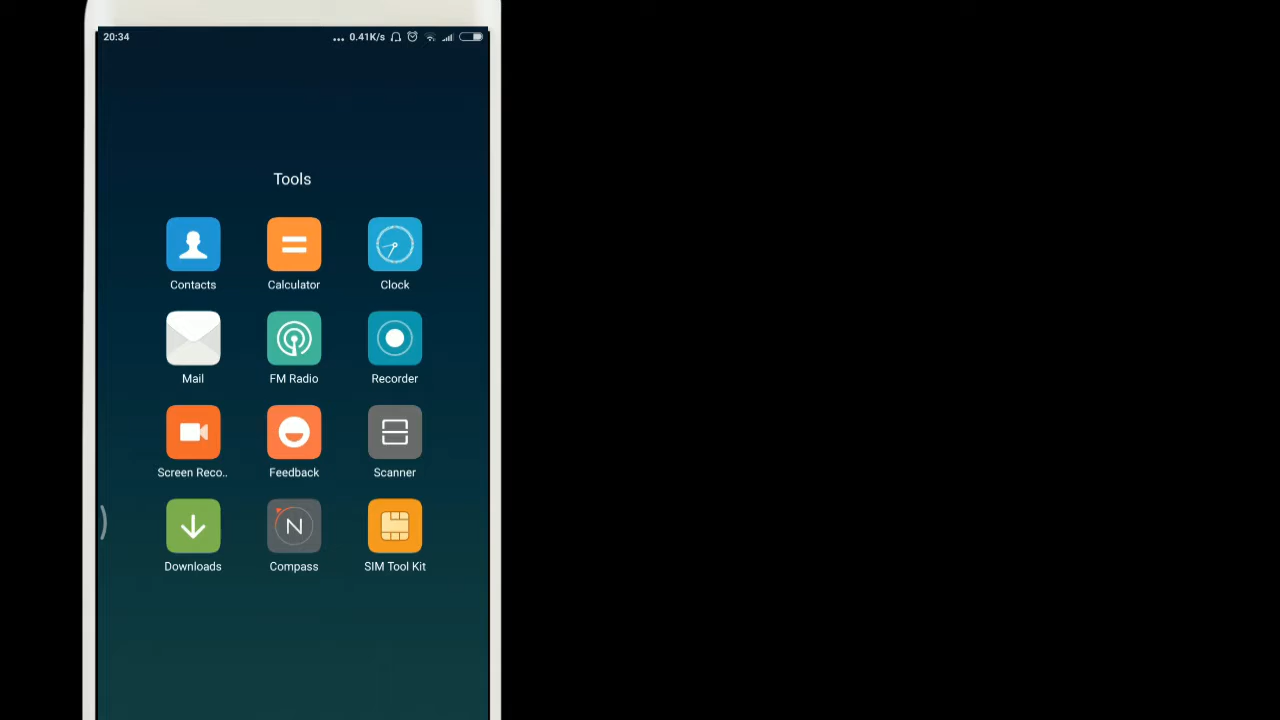 20:34 ... 0.41K/s
Tools
Contacts Calculator Clock
Mail FM Radio Recorder
Screen Reco.. Feedback Scanner
N
Downloads Compass SIM Tool Kit